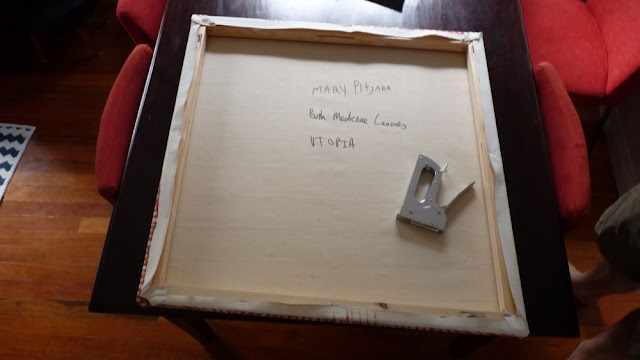 MARY PITJARA
Bush Medicine Leaves
UTOPIA